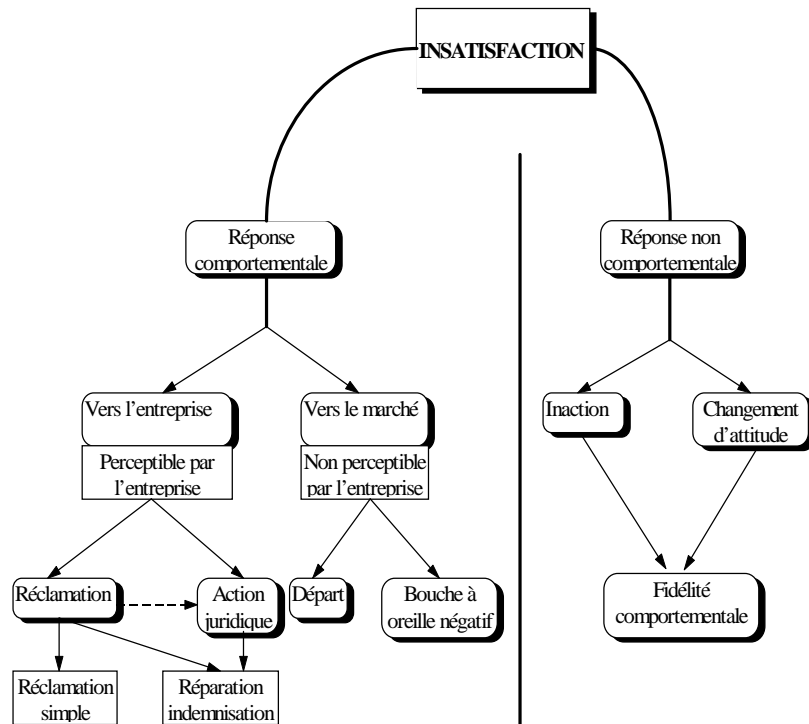 INSATISFACTION
Réponse
comportementale
Réponse non
comportementale
Vers l'entreprise
Vers le marché
Inaction
Changement
d'attitude
Perceptible par
l'entreprise
Non perceptible
par l'entreprise
Réclamation
Action
juridique
Départ
Bouche à
oreille négatif
Fidélité
comportementale
Réclamation
simple
Réparation
indemnisation